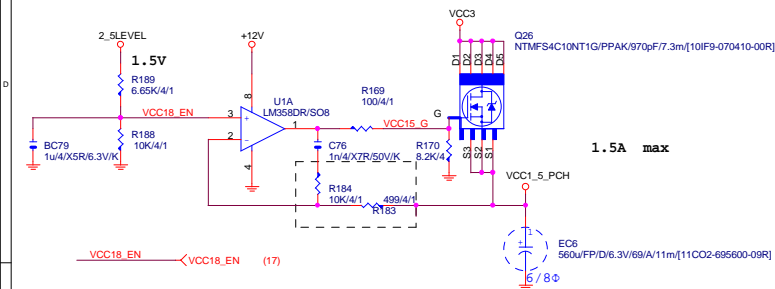 VCC3
2_5LEVEL
+12V
Q26
NTMFS4C10NT1G/PPAK/970pF/7.3m/[10IF9-070410-00R]
D1
D2
D3
D4
D5
1.5V
R189
6.65K/4/1
D
8
U1A
LM358DR/SO8
R169
100/4/1
VCC18_EN
3
+
1
VCC15_G
G
2
-
BC79
1u/4/X5R/6.3V/K
R188
10K/4/1
4
C76
1n/4/X7R/50V/K
R170
8.2K/4
S3
S2
S1
1.5A max
VCC1_5_PCH
R184
10K/4/1
499/4/1
R183
1
+
EC6
560u/FP/D/6.3V/69/A/11m/[11CO2-695600-09R]
6/8Φ
VCC18_EN
VCC18_EN (17)